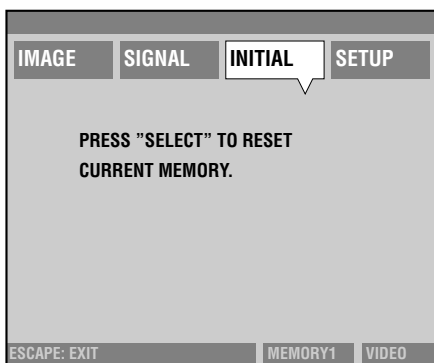 IMAGE SIGNAL INITIAL SETUP
PRESS ”SELECT” TO RESET
CURRENT MEMORY.
ESCAPE: EXIT MEMORY1 VIDEO